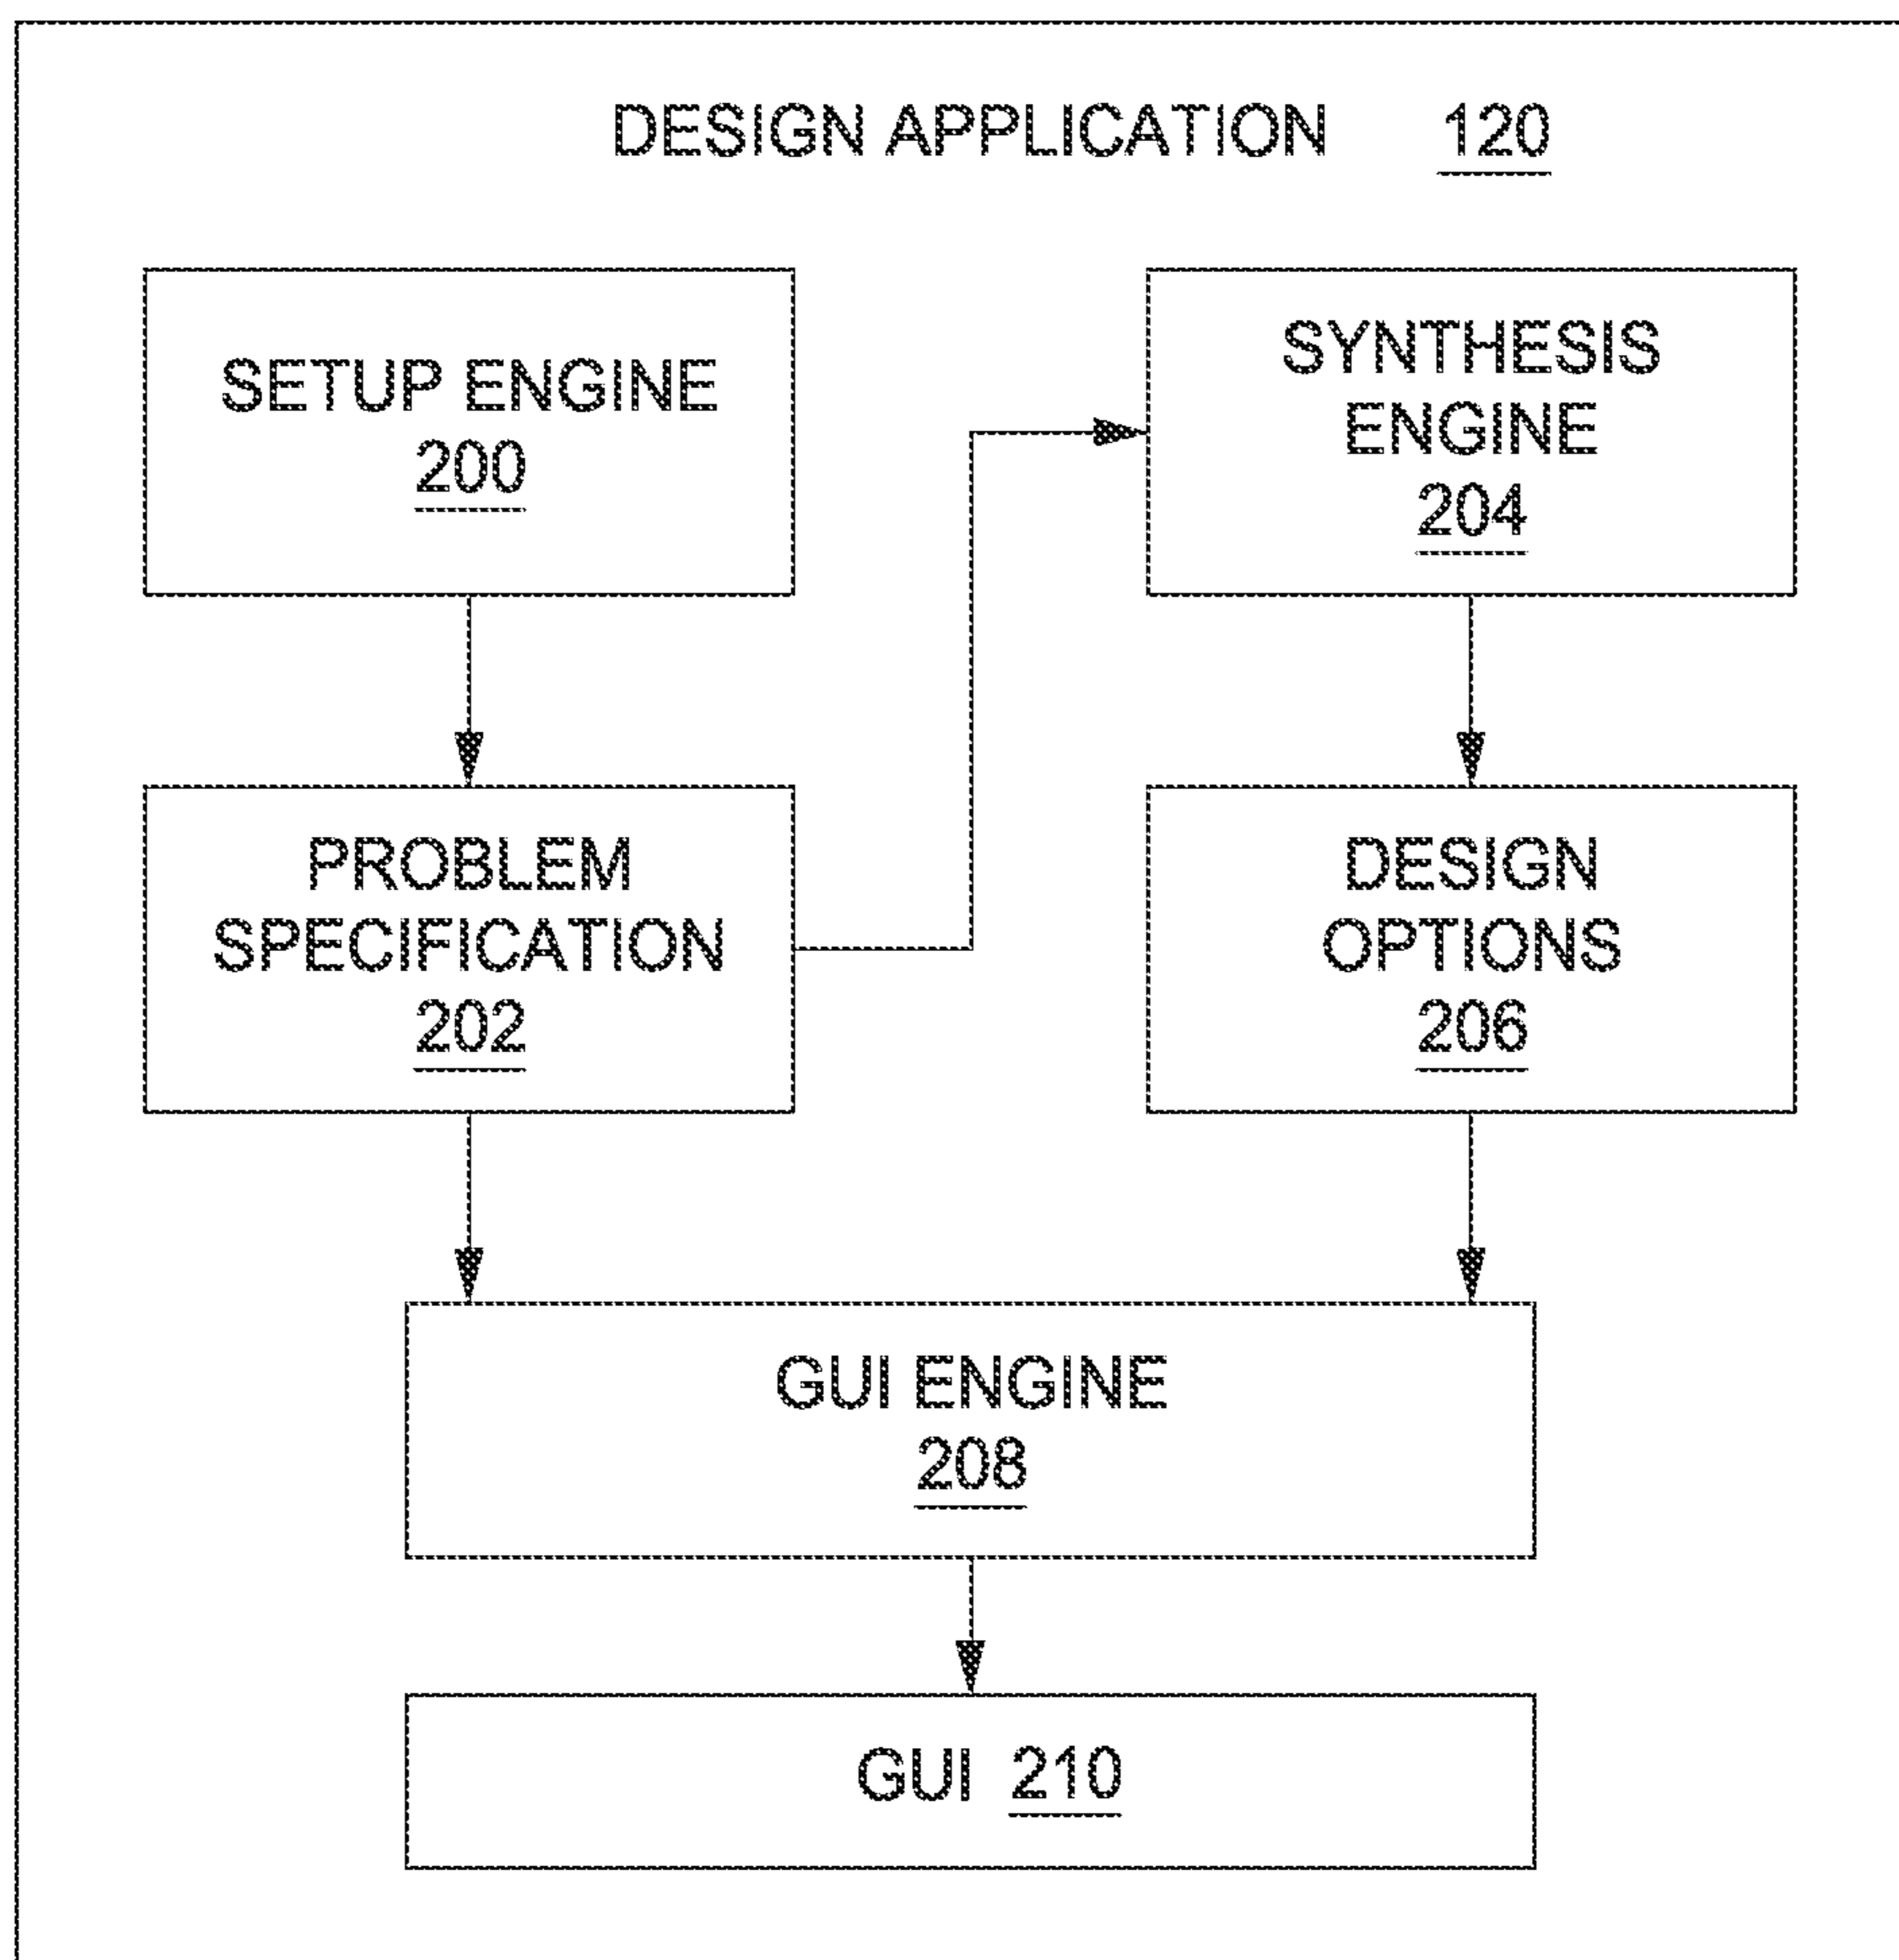 DESIGN APPLICATION 120
SETUP ENGINE
200
SYNTHESIS
ENGINE
204
PROBLEM
SPECIFICATION
202
DESIGN
OPTIONS
206
GUI ENGINE
208
GUI 210